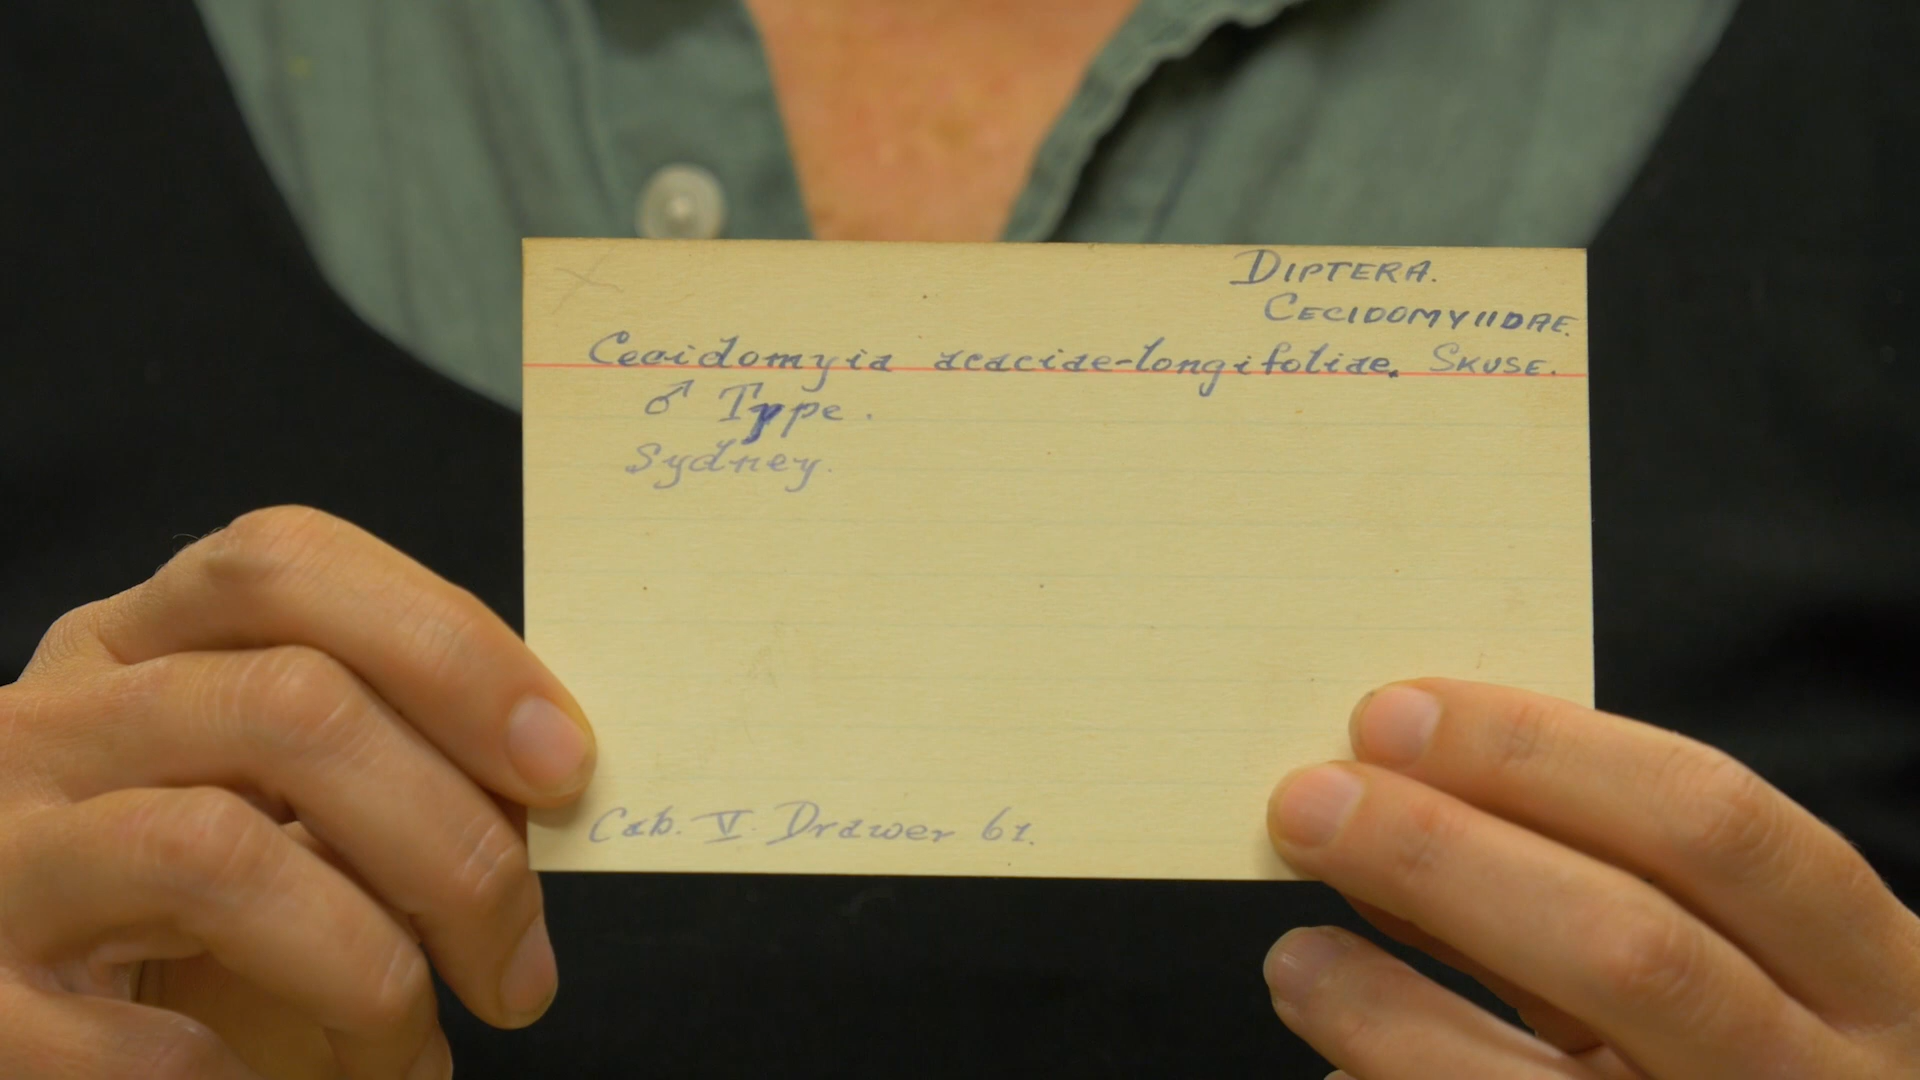 DIPTERA.
CECIDOMYIIDAE.
Cecidomyia acaciae-longifoliae. SKUSE.
♂ Type.
Sydney.
Cab. V. Drawer 61.